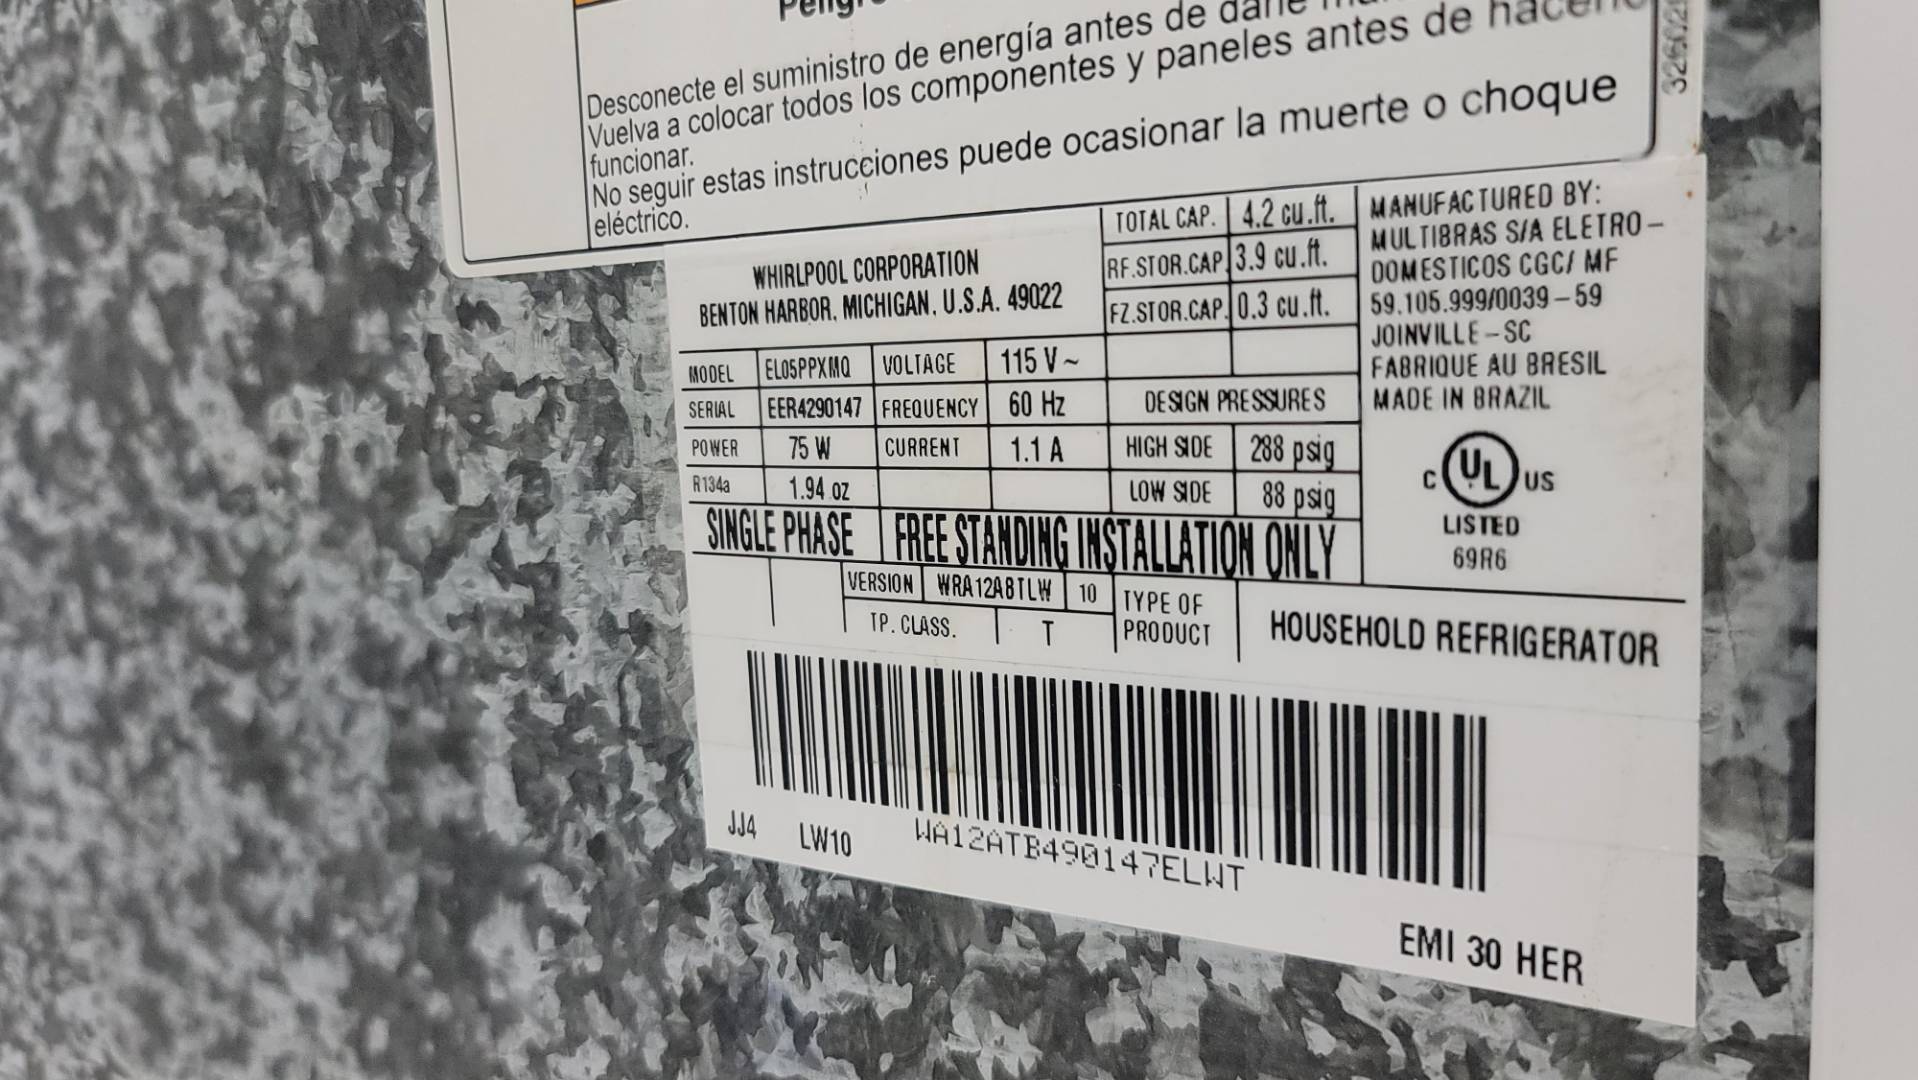 Desconecte el suministro de energía antes de darle
Vuelva a colocar todos los componentes y paneles antes de
funcionar.
No seguir estas instrucciones puede ocasionar la muerte o choque
eléctrico.
WHIRLPOOL CORPORATION
BENTON HARBOR, MICHIGAN, U.S.A. 49022
TOTAL CAP. 4.2 cu.ft.
RF.STOR.CAP 3.9 cu.ft.
FZ.STOR.CAP. 0.3 cu.ft.
MODEL EL05PPXMQ VOLTAGE 115 V~
SERIAL EER4290147 FREQUENCY 60 Hz DESIGN PRESSURES
POWER 75 W CURRENT 1.1 A HIGH SIDE 288 psig
R134a 1.94 oz LOW SIDE 88 psig
SINGLE PHASE FREE STANDING INSTALLATION ONLY
MANUFACTURED BY:
MULTIBRAS S/A ELETRO-
DOMESTICOS CGC/ MF
59.105.999/0039-59
JOINVILLE-SC
FABRIQUE AU BRESIL
MADE IN BRAZIL
C UL US
LISTED
69R6
VERSION WRA12ABTLW 10
TP. CLASS. T
TYPE OF
PRODUCT
HOUSEHOLD REFRIGERATOR
JJ4 LW10 WA12ATB490147ELWT
EMI 30 HER